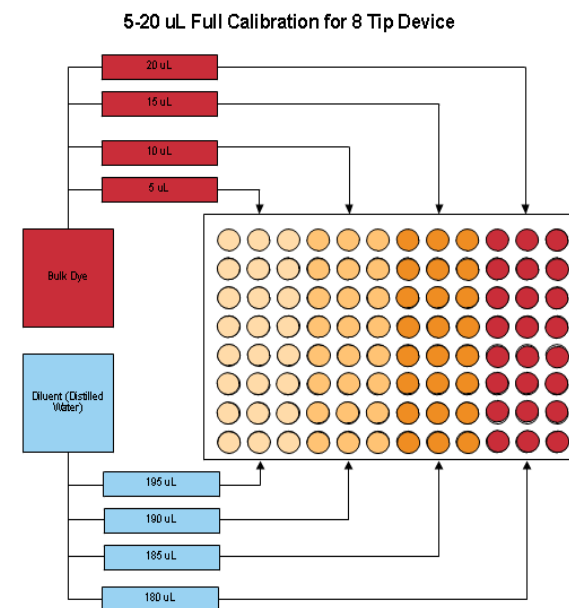 5-20 uL Full Calibration for 8 Tip Device
20 uL
15 uL
10 uL
5 uL
Bulk Dye
Diluent (Distilled
Water)
195 uL
190 uL
185 uL
180 uL